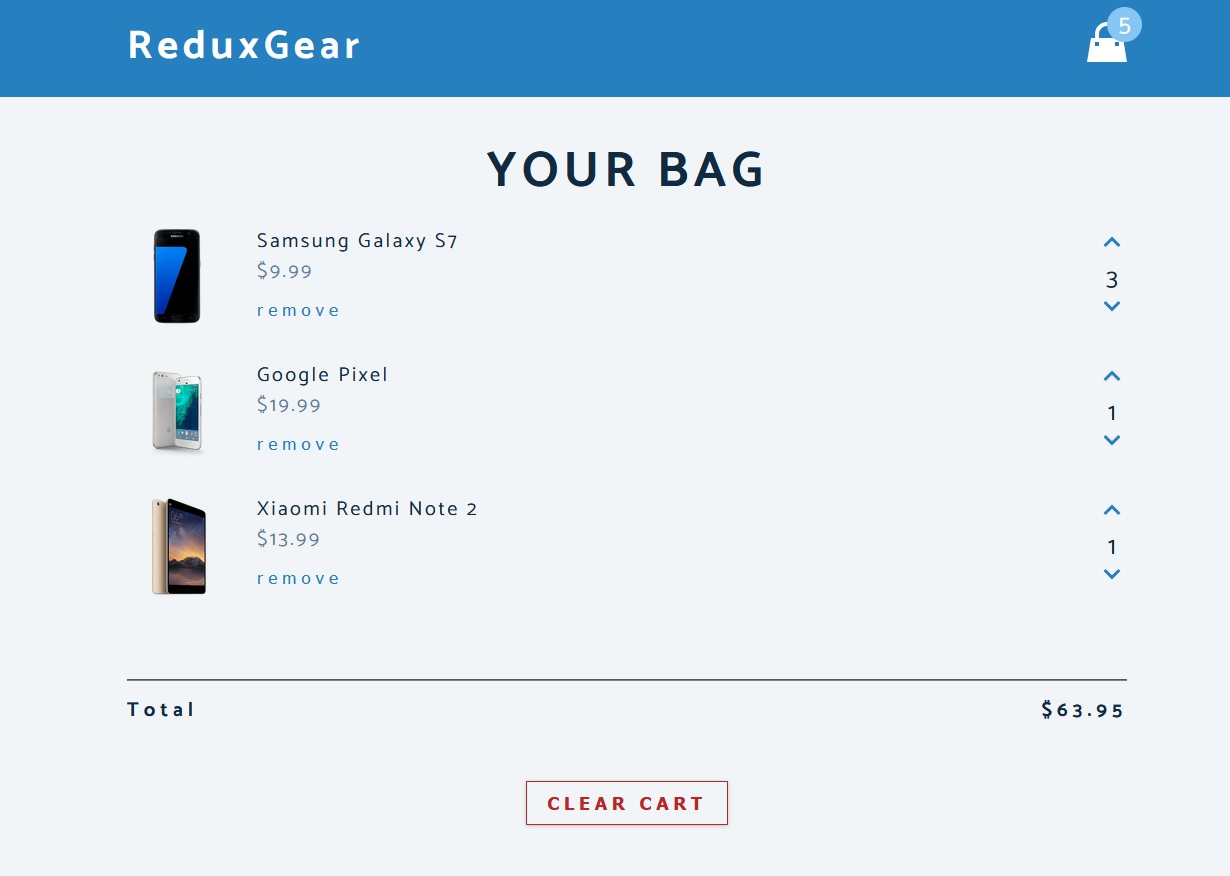 ReduxGear
5
YOUR BAG
Samsung Galaxy S7
$9.99
remove
3
Google Pixel
$19.99
remove
1
Xiaomi Redmi Note 2
$13.99
remove
1
Total
$63.95
CLEAR CART